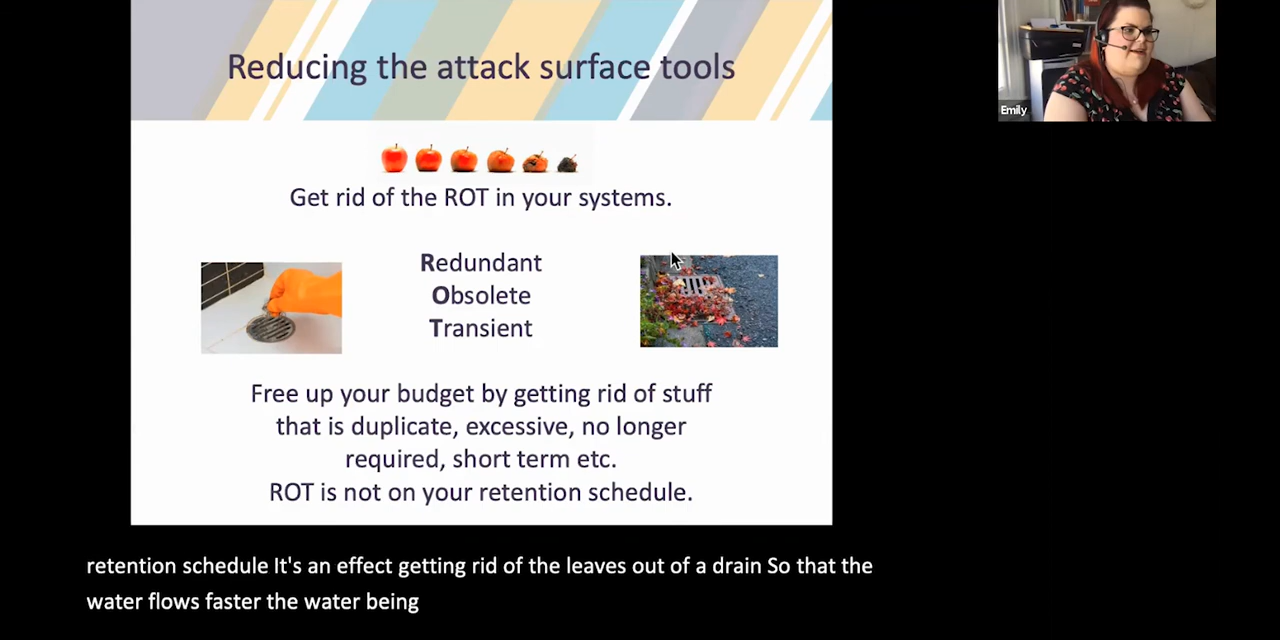 Reducing the attack surface tools
Emily
Get rid of the ROT in your systems.
Redundant
Obsolete
Transient
Free up your budget by getting rid of stuff
that is duplicate, excessive, no longer
required, short term etc.
ROT is not on your retention schedule.
retention schedule It's an effect getting rid of the leaves out of a drain So that the
water flows faster the water being